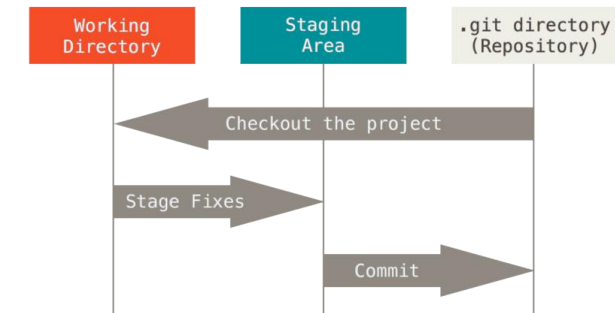 Working
Directory
Staging
Area
.git directory
(Repository)
Checkout the project
Stage Fixes
Commit